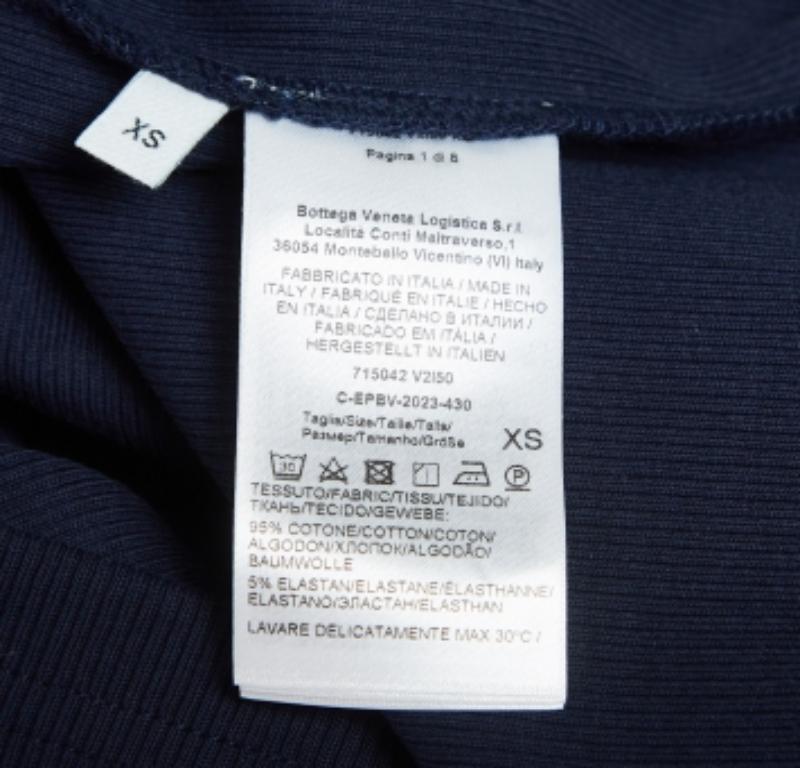 XS
Pagina 1 di 8
Bottega Veneta Logistica S.r.l
Località Conti Maltraverso,1
36054 Montebello Vicentino (VI) Italy
FABBRICATO IN ITALIA / MADE IN
ITALY / FABRIQUÉ EN ITALIE / HECHO
EN ITALIA / СДЕЛАНО В ИТАЛИИ /
FABRICADO EM ITÁLIA /
HERGESTELLT IN ITALIEN
715042 V2I50
C-EPBV-2023-430
Taglia/Size/Taille/Talla/
Размер/Tamanho/Größe XS
30 P
TESSUTO/FABRIC/TISSU/TEJIDO/
ТКАНЬ/TECIDO/GEWEBE:
95% COTONE/COTTON/COTON/
ALGODON/ХЛОПОК/ALGODÃO/
BAUMWOLLE
5% ELASTAN/ELASTANE/ÉLASTHANNE/
ELASTANO/ЭЛАСТАН/ELASTHAN
LAVARE DELICATAMENTE MAX 30°C /